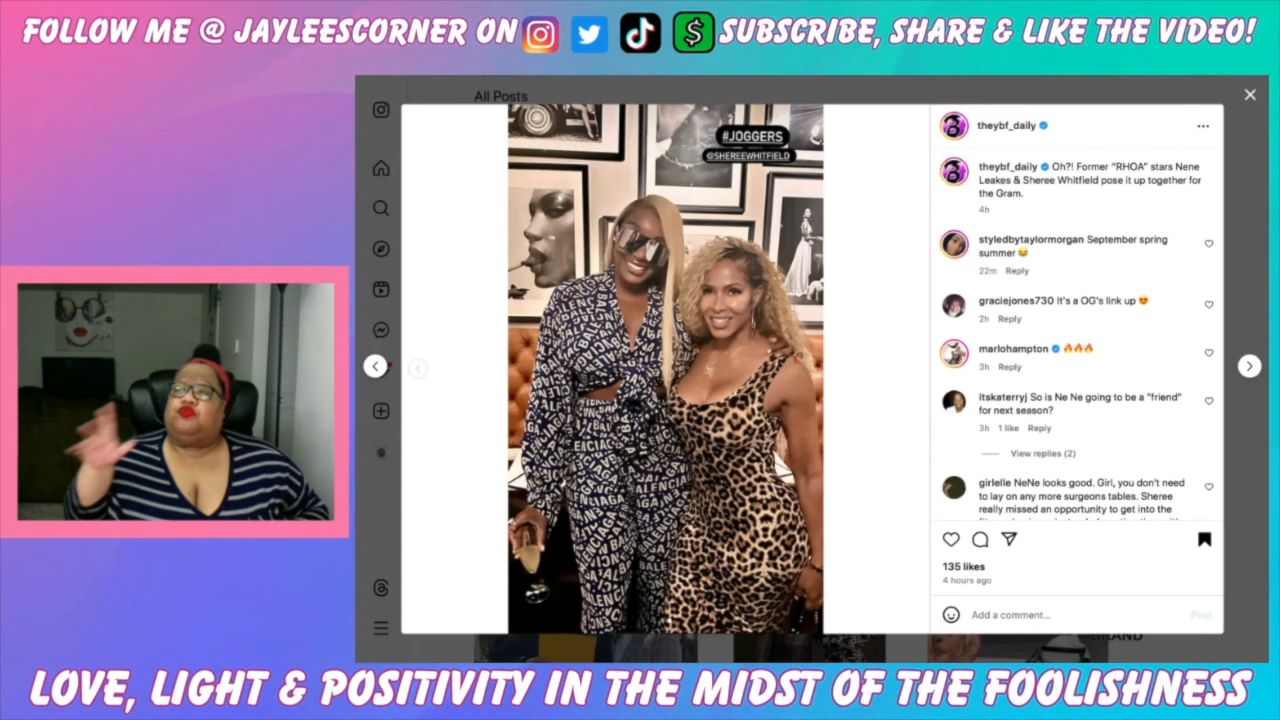 FOLLOW ME @ JAYLEESCORNER ON
SUBSCRIBE, SHARE & LIKE THE VIDEO!
All Posts
#JOGGERS
@SHEREEWHITFIELD
theybf_daily
theybf_daily Oh?! Former "RHOA" stars Nene
Leakes & Sheree Whitfield pose it up together for
the Gram.
4h
styledbytaylormorgan September spring
summer 😂
22m Reply
graciejones730 It's a OG's link up 😍
2h Reply
marlohampton 🔥🔥🔥
3h Reply
itskaterryj So is Ne Ne going to be a "friend"
for next season?
3h 1 like Reply
View replies (2)
girlelle NeNe looks good. Girl, you don't need
to lay on any more surgeons tables. Sheree
really missed an opportunity to get into the
135 likes
4 hours ago
Add a comment...
Post
BRAND
LOVE, LIGHT & POSITIVITY IN THE MIDST OF THE FOOLISHNESS